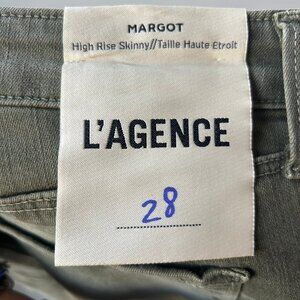 MARGOT
High Rise Skinny//Taille Haute Etroit
L'AGENCE
28